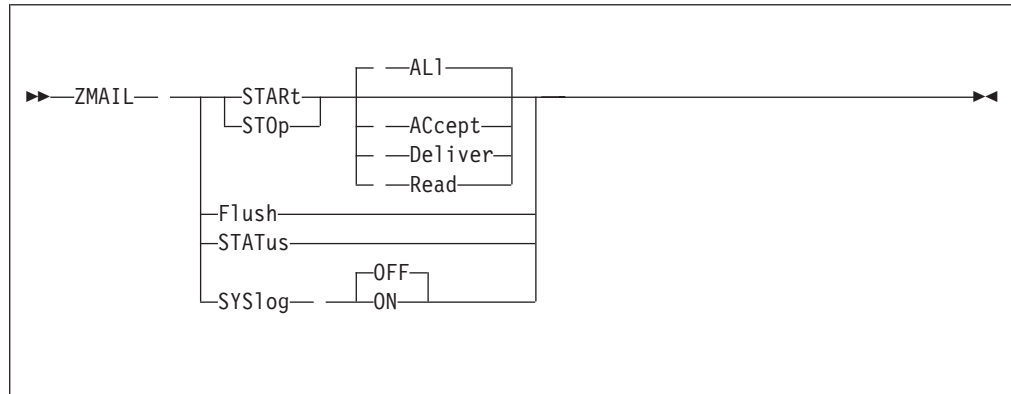 ALl
ZMAIL STARt
STOp ACcept
Deliver
Read
Flush
STATus
OFF
SYSlog ON